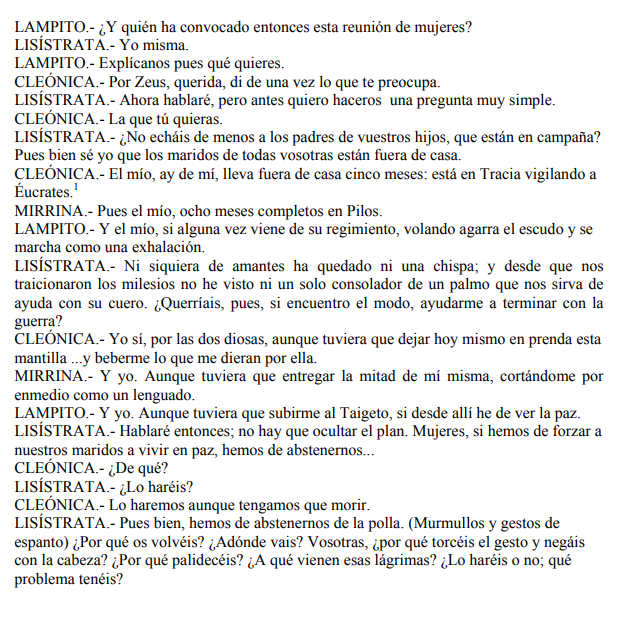 LAMPITO.- ¿Y quién ha convocado entonces esta reunión de mujeres?
LISÍSTRATA.- Yo misma.
LAMPITO.- Explícanos pues qué quieres.
CLEÓNICA.- Por Zeus, querida, di de una vez lo que te preocupa.
LISÍSTRATA.- Ahora hablaré, pero antes quiero haceros  una pregunta muy simple.
CLEÓNICA.- La que tú quieras.
LISÍSTRATA.- ¿No echáis de menos a los padres de vuestros hijos, que están en campaña?
Pues bien sé yo que los maridos de todas vosotras están fuera de casa.
CLEÓNICA.- El mío, ay de mí, lleva fuera de casa cinco meses: está en Tracia vigilando a
Éucrates.1
MIRRINA.- Pues el mío, ocho meses completos en Pilos.
LAMPITO.- Y el mío, si alguna vez viene de su regimiento, volando agarra el escudo y se
marcha como una exhalación.
LISÍSTRATA.- Ni siquiera de amantes ha quedado ni una chispa; y desde que nos
traicionaron los milesios no he visto ni un solo consolador de un palmo que nos sirva de
ayuda con su cuero. ¿Querríais, pues, si encuentro el modo, ayudarme a terminar con la
guerra?
CLEÓNICA.- Yo sí, por las dos diosas, aunque tuviera que dejar hoy mismo en prenda esta
mantilla ...y beberme lo que me dieran por ella.
MIRRINA.- Y yo. Aunque tuviera que entregar la mitad de mí misma, cortándome por
enmedio como un lenguado.
LAMPITO.- Y yo. Aunque tuviera que subirme al Taigeto, si desde allí he de ver la paz.
LISÍSTRATA.- Hablaré entonces; no hay que ocultar el plan. Mujeres, si hemos de forzar a
nuestros maridos a vivir en paz, hemos de abstenernos...
CLEÓNICA.- ¿De qué?
LISÍSTRATA.- ¿Lo haréis?
CLEÓNICA.- Lo haremos aunque tengamos que morir.
LISÍSTRATA.- Pues bien, hemos de abstenernos de la polla. (Murmullos y gestos de
espanto) ¿Por qué os volvéis? ¿Adónde vais? Vosotras, ¿por qué torcéis el gesto y negáis
con la cabeza? ¿Por qué palidecéis? ¿A qué vienen esas lágrimas? ¿Lo haréis o no; qué
problema tenéis?